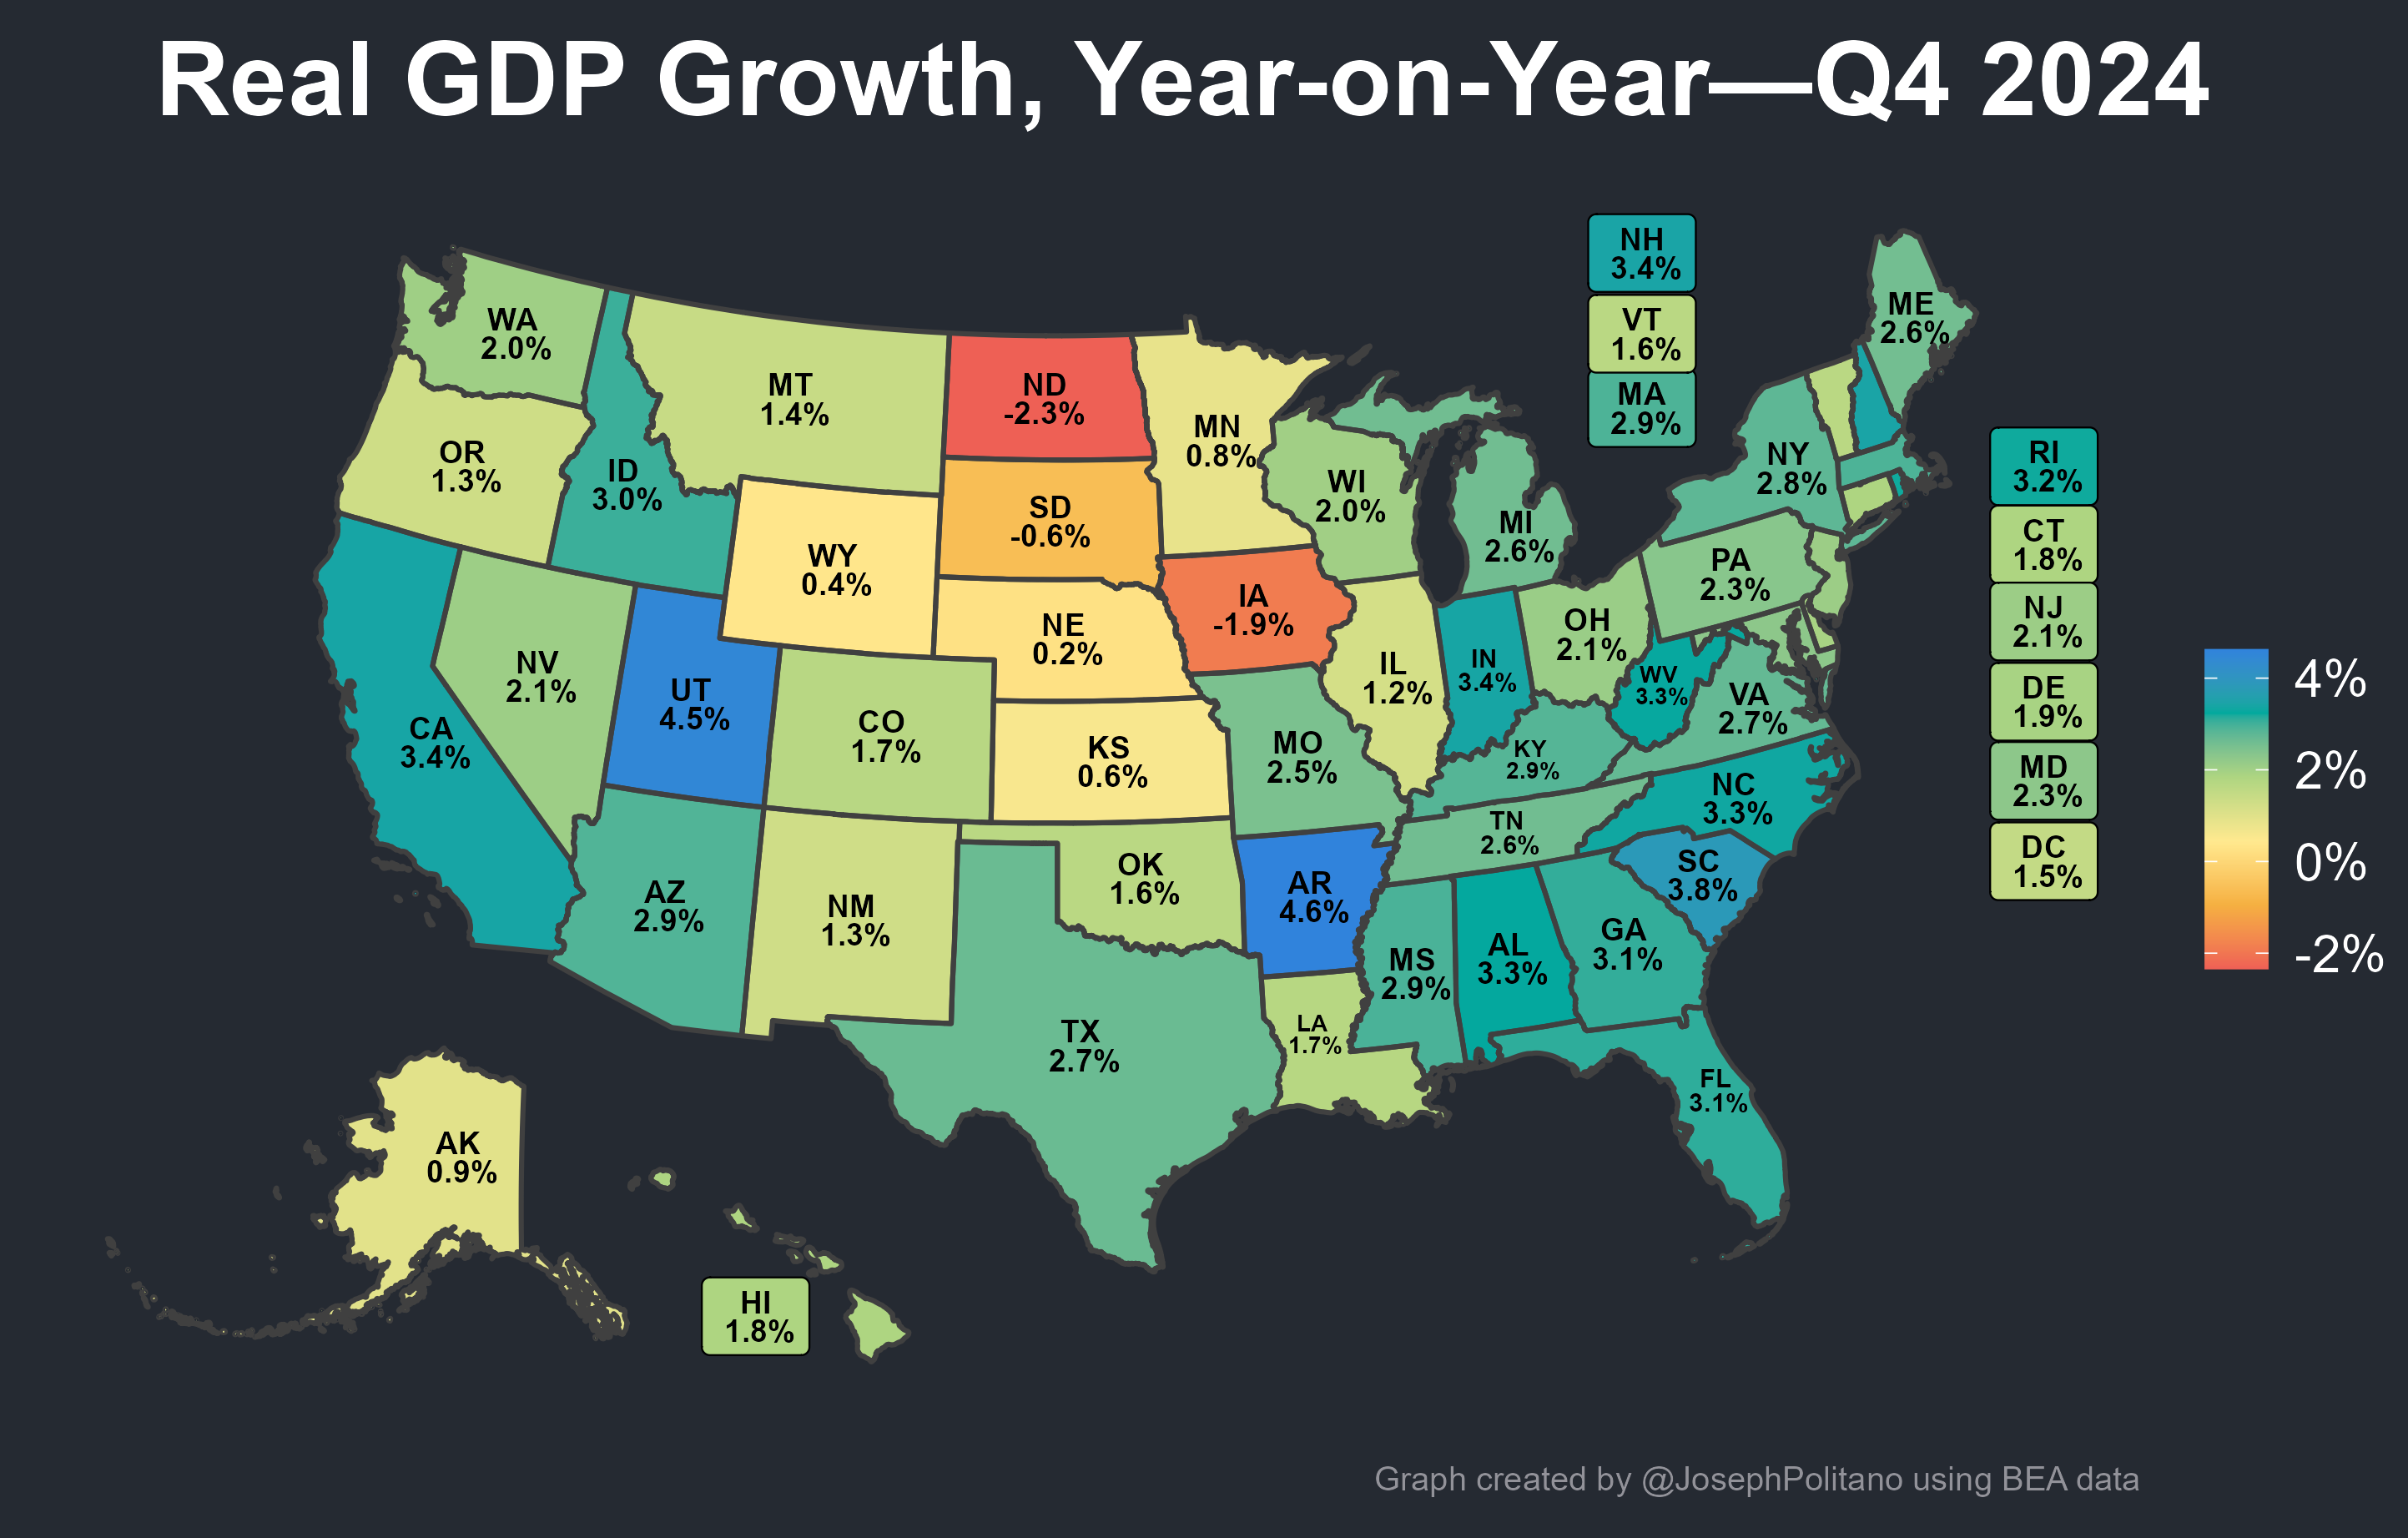 Real GDP Growth, Year-on-Year—Q4 2024
NH
3.4%
VT
1.6%
MA
2.9%
ME
2.6%
WA
2.0%
MT
1.4%
ND
-2.3%
MN
0.8%
OR
1.3%
ID
3.0%
WI
2.0%
NY
2.8%
RI
3.2%
SD
-0.6%
MI
2.6%
CT
1.8%
WY
0.4%
PA
2.3%
IA
-1.9%
NE
0.2%
OH
2.1%
NJ
2.1%
NV
2.1%
UT
4.5%
IL
1.2%
IN
3.4%
WV
3.3%
VA
2.7%
DE
1.9%
CA
3.4%
CO
1.7%
KS
0.6%
MO
2.5%
KY
2.9%
MD
2.3%
NC
3.3%
TN
2.6%
DC
1.5%
AZ
2.9%
NM
1.3%
OK
1.6%
AR
4.6%
SC
3.8%
MS
2.9%
AL
3.3%
GA
3.1%
TX
2.7%
LA
1.7%
FL
3.1%
AK
0.9%
HI
1.8%
4%
2%
0%
-2%
Graph created by @JosephPolitano using BEA data